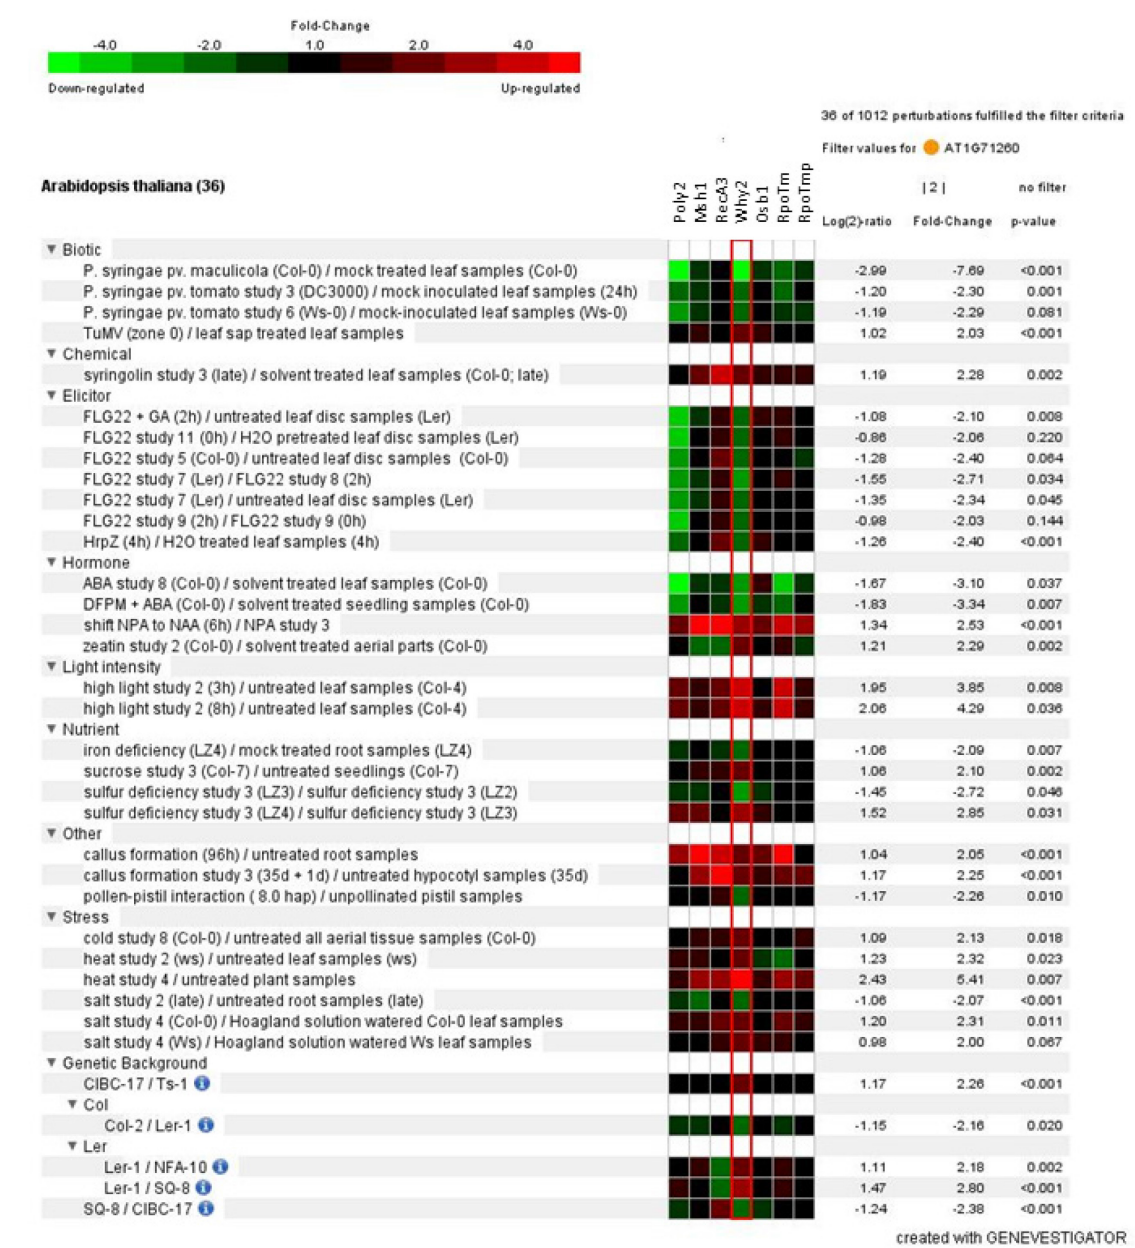 Fold-Change
-4.0 -2.0 1.0 2.0 4.0
Down-regulated Up-regulated
36 of 1012 perturbations fulfilled the filter criteria
Filter values for AT1G71260
Arabidopsis thaliana (36) Poly2 Msh1 RecA3 Why2 Osb1 RpoTm RpoTmp |2| no filter
Log(2)-ratio Fold-Change p-value
▼ Biotic
P. syringae pv. maculicola (Col-0) / mock treated leaf samples (Col-0) -2.99 -7.69 <0.001
P. syringae pv. tomato study 3 (DC3000) / mock inoculated leaf samples (24h) -1.20 -2.30 0.001
P. syringae pv. tomato study 6 (Ws-0) / mock-inoculated leaf samples (Ws-0) -1.19 -2.29 0.081
TuMV (zone 0) / leaf sap treated leaf samples 1.02 2.03 <0.001
▼ Chemical
syringolin study 3 (late) / solvent treated leaf samples (Col-0; late) 1.19 2.28 0.002
▼ Elicitor
FLG22 + GA (2h) / untreated leaf disc samples (Ler) -1.08 -2.10 0.008
FLG22 study 11 (0h) / H2O pretreated leaf disc samples (Ler) -0.86 -2.06 0.220
FLG22 study 5 (Col-0) / untreated leaf disc samples (Col-0) -1.28 -2.40 0.064
FLG22 study 7 (Ler) / FLG22 study 8 (2h) -1.55 -2.71 0.034
FLG22 study 7 (Ler) / untreated leaf disc samples (Ler) -1.35 -2.34 0.045
FLG22 study 9 (2h) / FLG22 study 9 (0h) -0.98 -2.03 0.144
HrpZ (4h) / H2O treated leaf samples (4h) -1.26 -2.40 <0.001
▼ Hormone
ABA study 8 (Col-0) / solvent treated leaf samples (Col-0) -1.67 -3.10 0.037
DFPM + ABA (Col-0) / solvent treated seedling samples (Col-0) -1.83 -3.34 0.007
shift NPA to NAA (6h) / NPA study 3 1.34 2.53 <0.001
zeatin study 2 (Col-0) / solvent treated aerial parts (Col-0) 1.21 2.29 0.002
▼ Light intensity
high light study 2 (3h) / untreated leaf samples (Col-4) 1.95 3.85 0.008
high light study 2 (8h) / untreated leaf samples (Col-4) 2.06 4.29 0.036
▼ Nutrient
iron deficiency (LZ4) / mock treated root samples (LZ4) -1.06 -2.09 0.007
sucrose study 3 (Col-7) / untreated seedlings (Col-7) 1.06 2.10 0.002
sulfur deficiency study 3 (LZ3) / sulfur deficiency study 3 (LZ2) -1.45 -2.72 0.046
sulfur deficiency study 3 (LZ4) / sulfur deficiency study 3 (LZ3) 1.52 2.85 0.031
▼ Other
callus formation (96h) / untreated root samples 1.04 2.05 <0.001
callus formation study 3 (35d + 1d) / untreated hypocotyl samples (35d) 1.17 2.25 <0.001
pollen-pistil interaction ( 8.0 hap) / unpollinated pistil samples -1.17 -2.26 0.010
▼ Stress
cold study 8 (Col-0) / untreated all aerial tissue samples (Col-0) 1.09 2.13 0.018
heat study 2 (ws) / untreated leaf samples (ws) 1.23 2.32 0.023
heat study 4 / untreated plant samples 2.43 5.41 0.007
salt study 2 (late) / untreated root samples (late) -1.06 -2.07 <0.001
salt study 4 (Col-0) / Hoagland solution watered Col-0 leaf samples 1.20 2.31 0.011
salt study 4 (Ws) / Hoagland solution watered Ws leaf samples 0.98 2.00 0.067
▼ Genetic Background
CIBC-17 / Ts-1 i 1.17 2.26 <0.001
▼ Col
Col-2 / Ler-1 i -1.15 -2.16 0.020
▼ Ler
Ler-1 / NFA-10 i 1.11 2.18 0.002
Ler-1 / SQ-8 i 1.47 2.80 <0.001
SQ-8 / CIBC-17 i -1.24 -2.38 <0.001
created with GENEVESTIGATOR